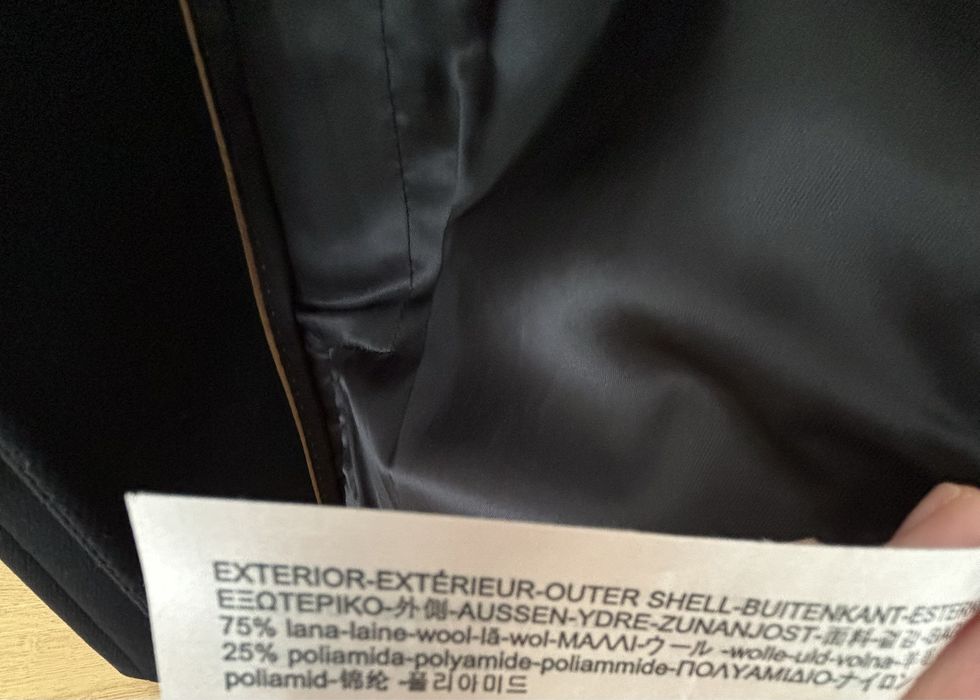 EXTERIOR-EXTÉRIEUR-OUTER SHELL-BUITENKANT-ESTERN
ΕΞΩΤΕΡΙΚΟ-外側-AUSSEN-YDRE-ZUNANJOST-面料-겉감-
75% lana-laine-wool-lã-wol-ΜΑΛΛΙ-ウール -wolle-uld-volna-
25% poliamida-polyamide-poliammide-ΠΟΛΥΑΜΙΔΙΟ-ナイロン
poliamid-锦纶 -폴리아미드